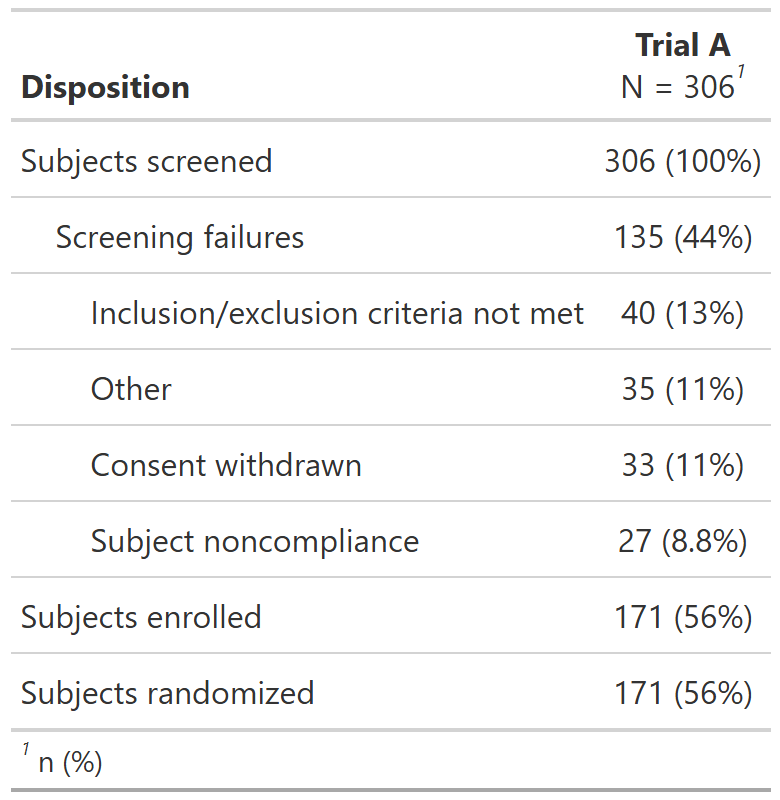 Trial A
Disposition N = 306¹
Subjects screened 306 (100%)
Screening failures 135 (44%)
Inclusion/exclusion criteria not met 40 (13%)
Other 35 (11%)
Consent withdrawn 33 (11%)
Subject noncompliance 27 (8.8%)
Subjects enrolled 171 (56%)
Subjects randomized 171 (56%)
¹ n (%)